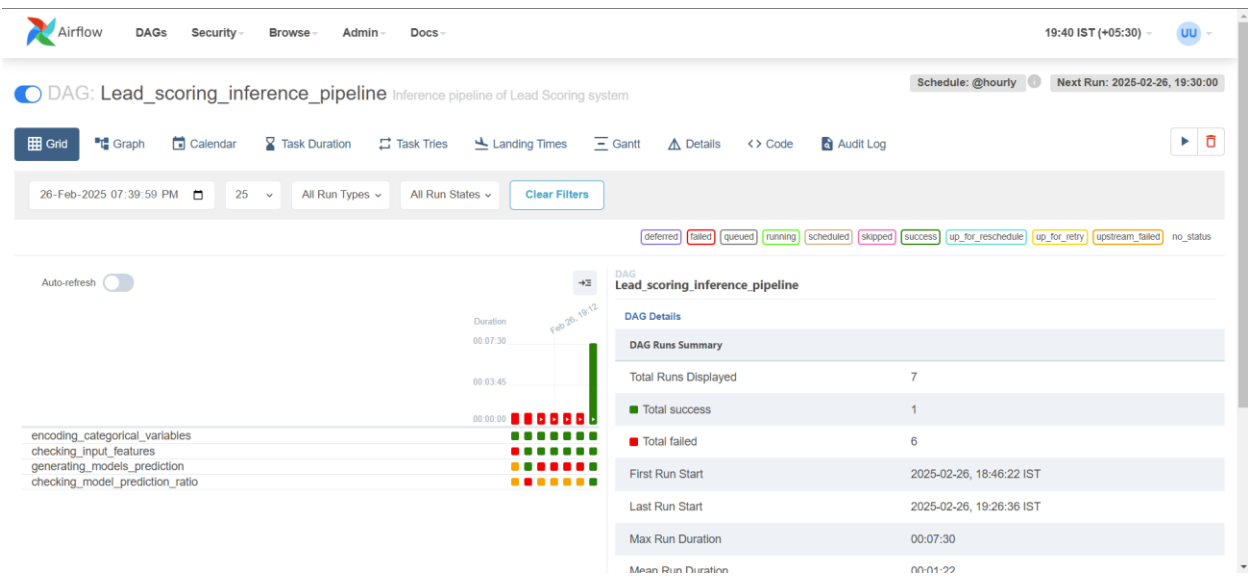 Airflow DAGs Security Browse Admin Docs 19:40 IST (+05:30) UU
DAG: Lead_scoring_inference_pipeline Inference pipeline of Lead Scoring system Schedule: @hourly Next Run: 2025-02-26, 19:30:00
Grid Graph Calendar Task Duration Task Tries Landing Times Gantt Details Code Audit Log
26-Feb-2025 07:39:59 PM 25 All Run Types All Run States Clear Filters
deferred failed queued running scheduled skipped success up_for_reschedule up_for_retry upstream_failed no_status
Auto-refresh
Duration Feb 26, 19:12
00:07:30
00:03:45
00:00:00
encoding_categorical_variables
checking_input_features
generating_models_prediction
checking_model_prediction_ratio
DAG
Lead_scoring_inference_pipeline
DAG Details
DAG Runs Summary
Total Runs Displayed 7
Total success 1
Total failed 6
First Run Start 2025-02-26, 18:46:22 IST
Last Run Start 2025-02-26, 19:26:36 IST
Max Run Duration 00:07:30
Mean Run Duration 00:01:22